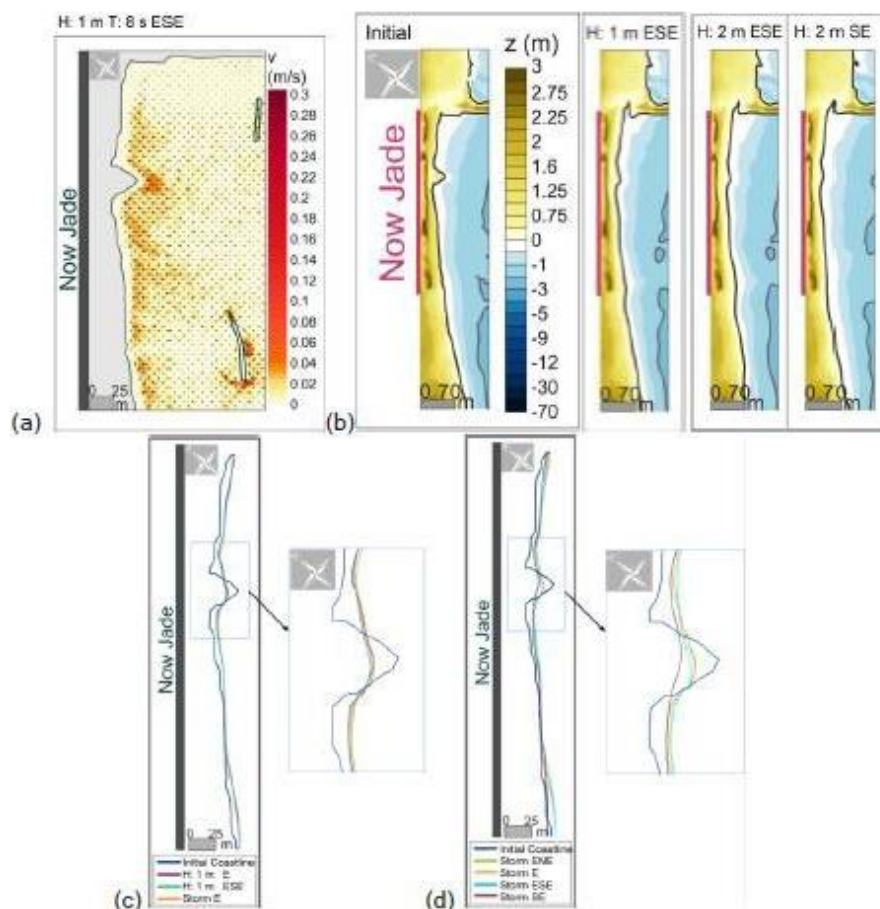 H: 1 m T: 8 s ESE
v
(m/s)
0.3
0.28
0.26
0.24
0.22
0.2
0.18
0.16
0.14
0.12
0.1
0.08
0.06
0.04
0.02
0
Now Jade
0 25
m
(a)
Initial
z (m)
3
2.75
2.25
2
1.6
1.25
0.75
0
-1
-3
-5
-9
-12
-30
-70
Now Jade
0 70
m
H: 1 m ESE
0 70
m
H: 2 m ESE
0 70
m
H: 2 m SE
0 70
m
(b)
Now Jade
0 25
m
Initial Coastline
H: 1 m E
H: 1 m ESE
Storm E
(c)
Now Jade
0 25
m
Initial Coastline
Storm ENE
Storm E
Storm ESE
Storm SE
(d)